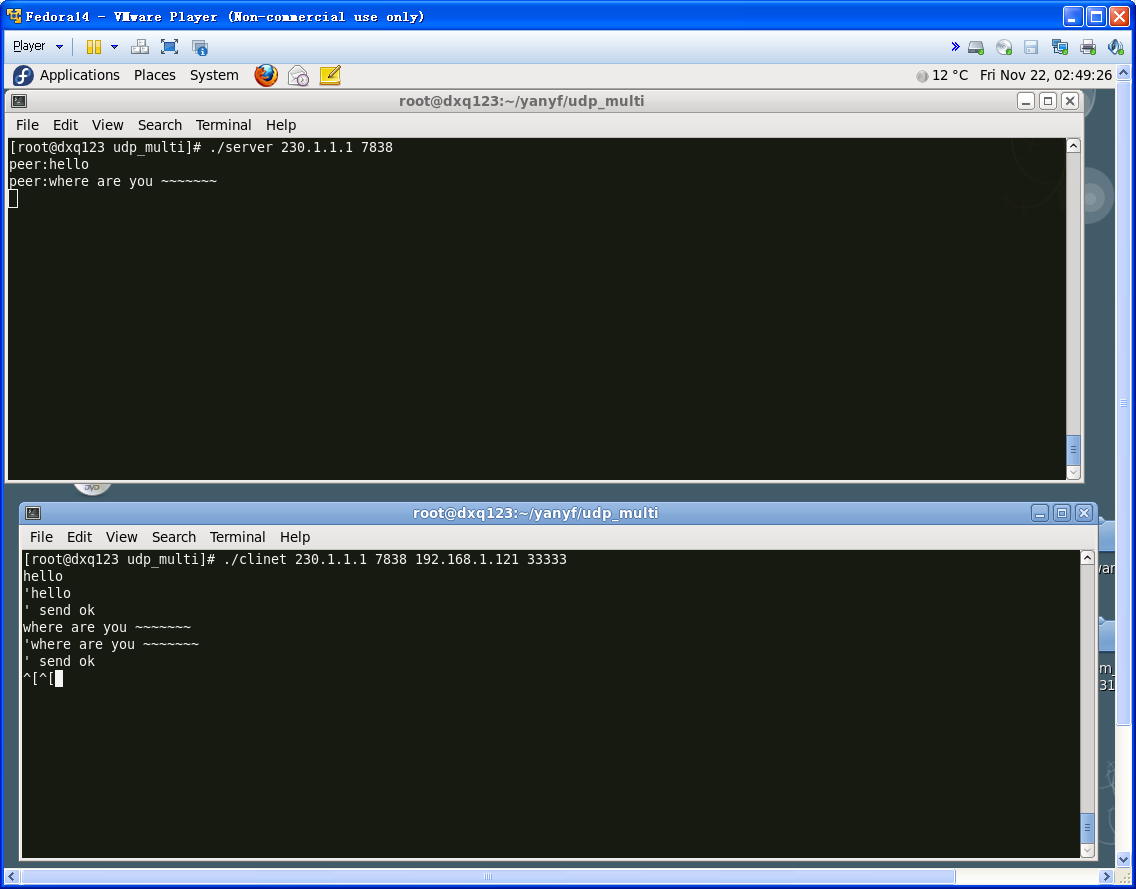 Fedora14 - VMware Player (Non-commercial use only)
Player
Applications Places System 12 °C Fri Nov 22, 02:49:26
root@dxq123:~/yanyf/udp_multi
File Edit View Search Terminal Help
[root@dxq123 udp_multi]# ./server 230.1.1.1 7838
peer:hello
peer:where are you ~~~~~~~
DVD
root@dxq123:~/yanyf/udp_multi
File Edit View Search Terminal Help
[root@dxq123 udp_multi]# ./clinet 230.1.1.1 7838 192.168.1.121 33333
hello
'hello
' send ok
where are you ~~~~~~~
'where are you ~~~~~~~
' send ok
^[^[
31